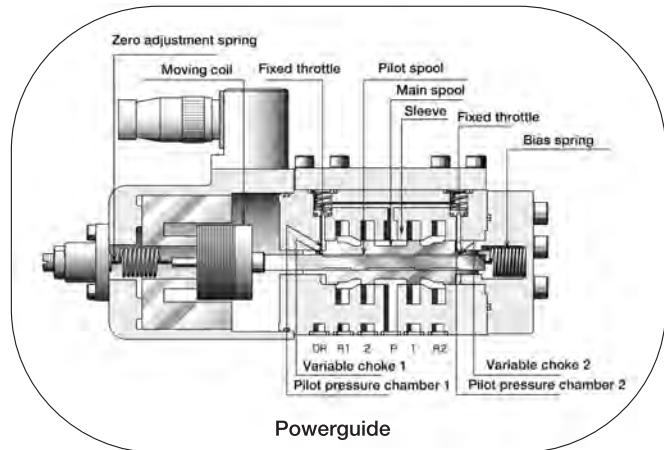 Zero adjustment spring
Moving coil
Fixed throttle
Pilot spool
Main spool
Sleeve
Fixed throttle
Bias spring
DR R1 2 P 1 R2
Variable choke 1
Variable choke 2
Pilot pressure chamber 1
Pilot pressure chamber 2
Powerguide